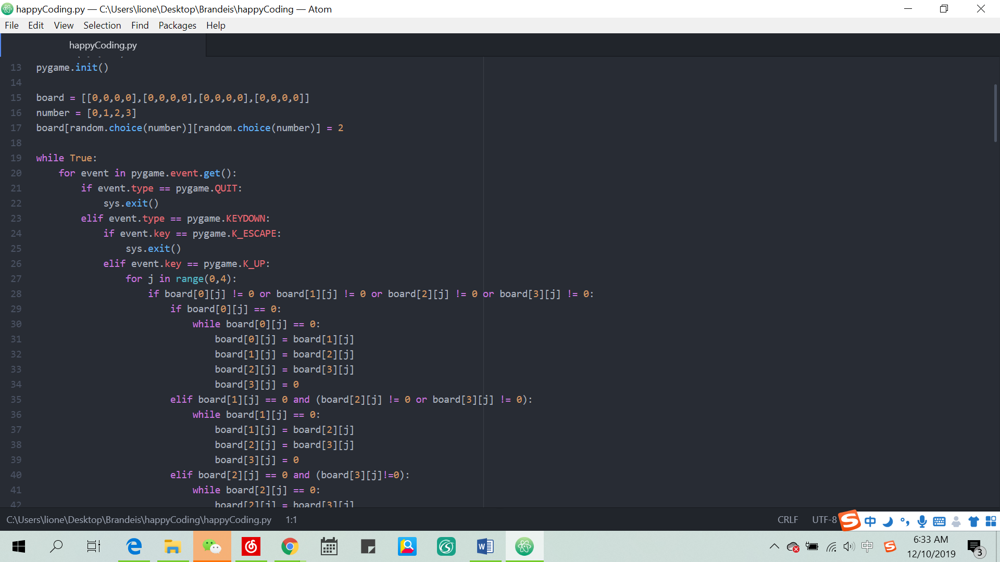 happyCoding.py — C:\Users\lione\Desktop\Brandeis\happyCoding — Atom
File Edit View Selection Find Packages Help
happyCoding.py
13 pygame.init()
14
15 board = [[0,0,0,0],[0,0,0,0],[0,0,0,0],[0,0,0,0]]
16 number = [0,1,2,3]
17 board[random.choice(number)][random.choice(number)] = 2
18
19 while True:
20 for event in pygame.event.get():
21 if event.type == pygame.QUIT:
22 sys.exit()
23 elif event.type == pygame.KEYDOWN:
24 if event.key == pygame.K_ESCAPE:
25 sys.exit()
26 elif event.key == pygame.K_UP:
27 for j in range(0,4):
28 if board[0][j] != 0 or board[1][j] != 0 or board[2][j] != 0 or board[3][j] != 0:
29 if board[0][j] == 0:
30 while board[0][j] == 0:
31 board[0][j] = board[1][j]
32 board[1][j] = board[2][j]
33 board[2][j] = board[3][j]
34 board[3][j] = 0
35 elif board[1][j] == 0 and (board[2][j] != 0 or board[3][j] != 0):
36 while board[1][j] == 0:
37 board[1][j] = board[2][j]
38 board[2][j] = board[3][j]
39 board[3][j] = 0
40 elif board[2][j] == 0 and (board[3][j]!=0):
41 while board[2][j] == 0:
42 board[2][j] = board[3][j]
C:\Users\lione\Desktop\Brandeis\happyCoding\happyCoding.py 1:1 CRLF UTF-8 中
中 6:33 AM
12/10/2019 3